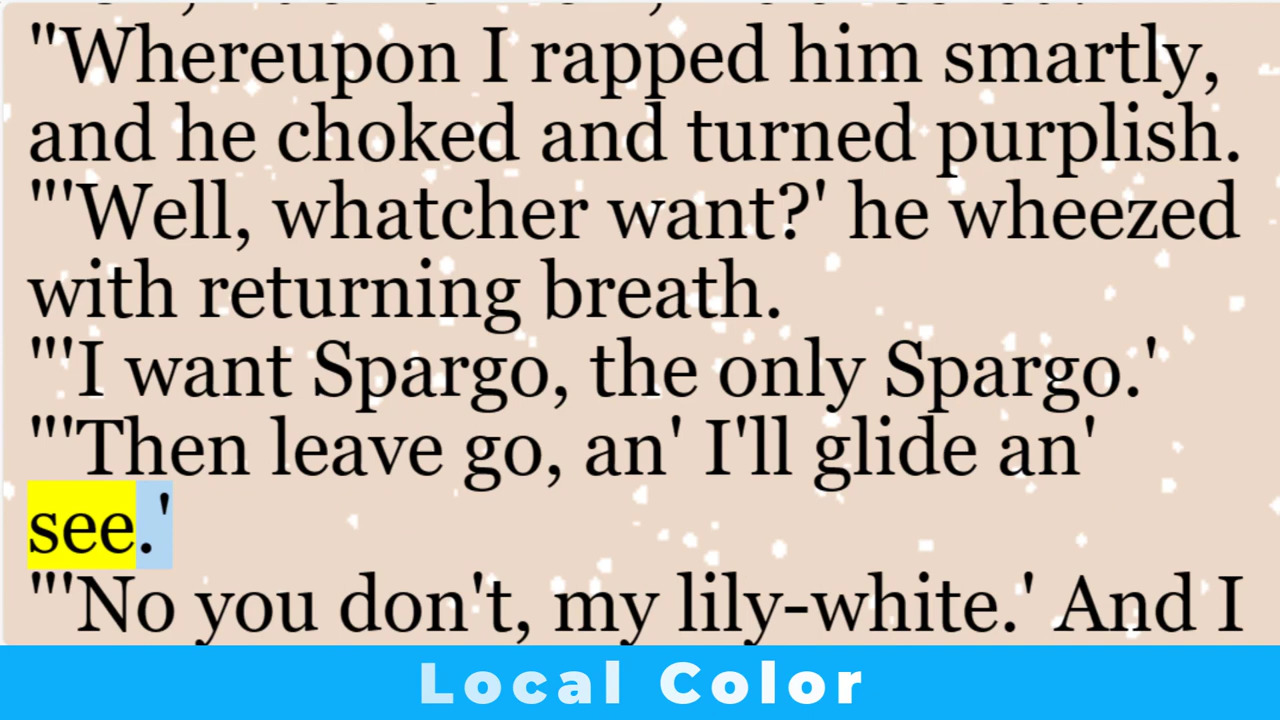 "Whereupon I rapped him smartly,
and he choked and turned purplish.
"'Well, whatcher want?' he wheezed
with returning breath.
"'I want Spargo, the only Spargo.'
"'Then leave go, an' I'll glide an'
see.'
"'No you don't, my lily-white.' And I
Local Color